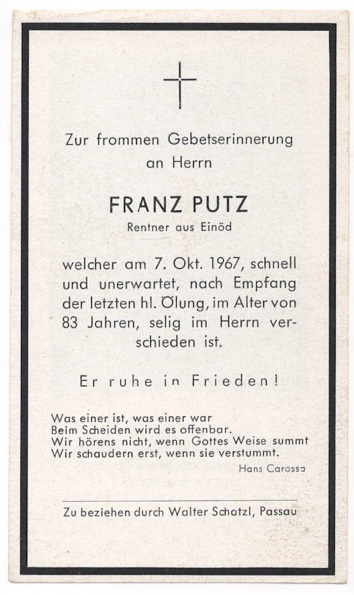 Zur frommen Gebetserinnerung
an Herrn
FRANZ PUTZ
Rentner aus Einöd
welcher am 7. Okt. 1967, schnell
und unerwartet, nach Empfang
der letzten hl. Ölung, im Alter von
83 Jahren, selig im Herrn ver-
schieden ist.
Er ruhe in Frieden!
Was einer ist, was einer war
Beim Scheiden wird es offenbar.
Wir hörens nicht, wenn Gottes Weise summt
Wir schaudern erst, wenn sie verstummt.
Hans Carossa
Zu beziehen durch Walter Schatzl, Passau